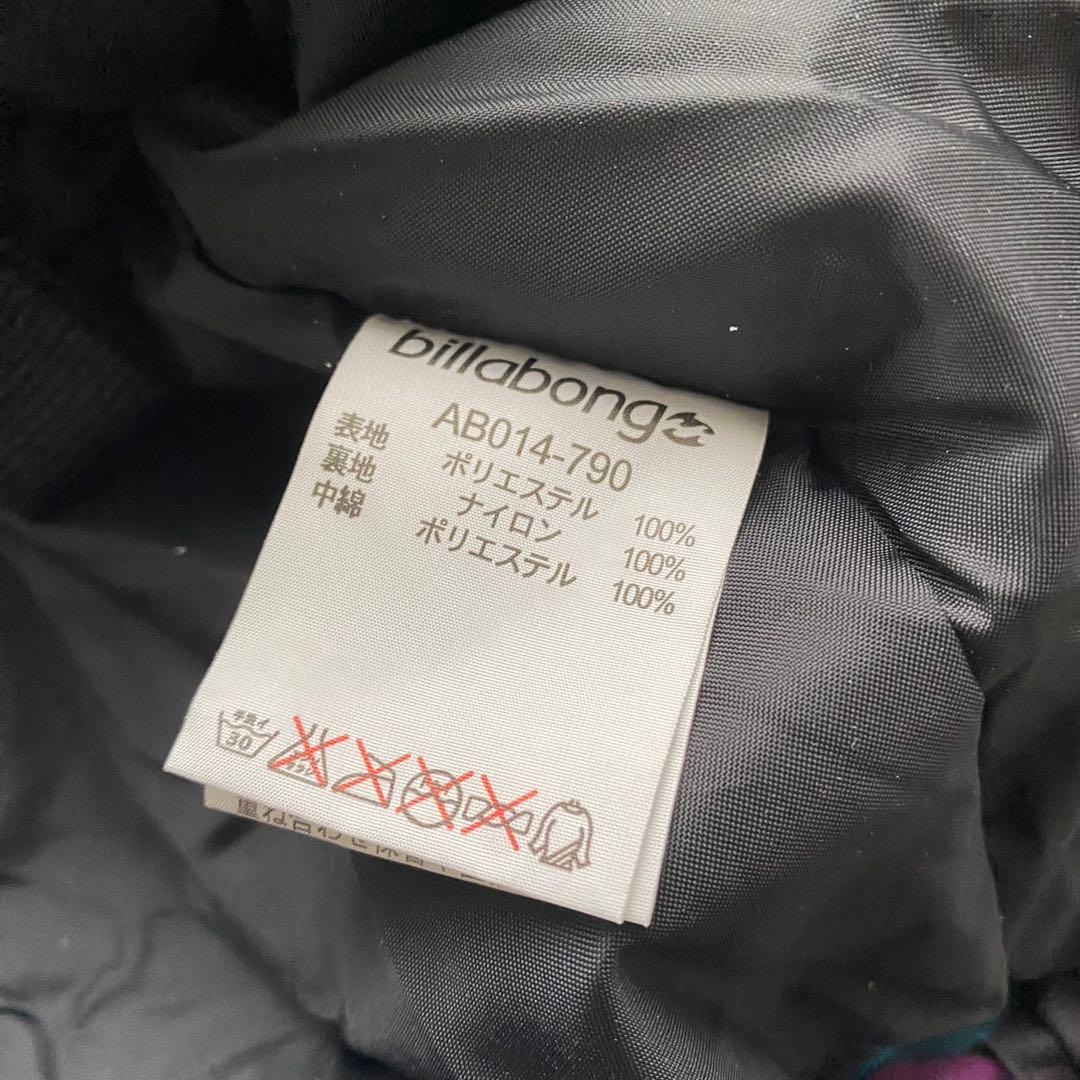 billabong
AB014-790
表地 ポリエステル 100%
裏地 ナイロン 100%
中綿 ポリエステル 100%
手洗イ
30